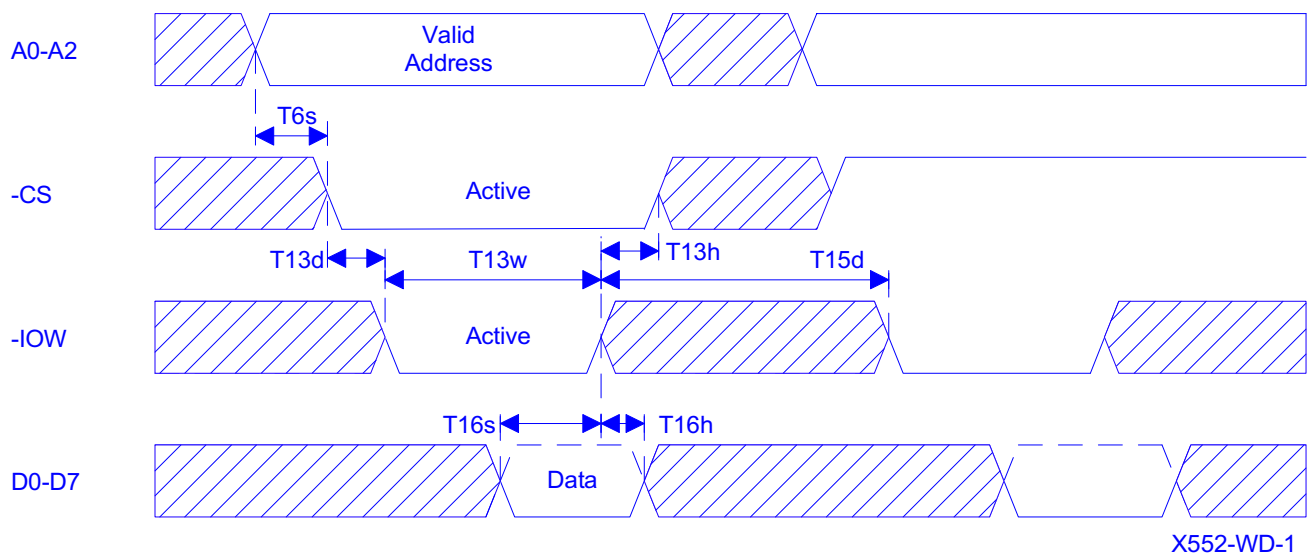 A0-A2
Valid
Address
T6s
-CS
Active
T13d
T13w
T13h
T15d
-IOW
Active
T16s
T16h
D0-D7
Data
X552-WD-1